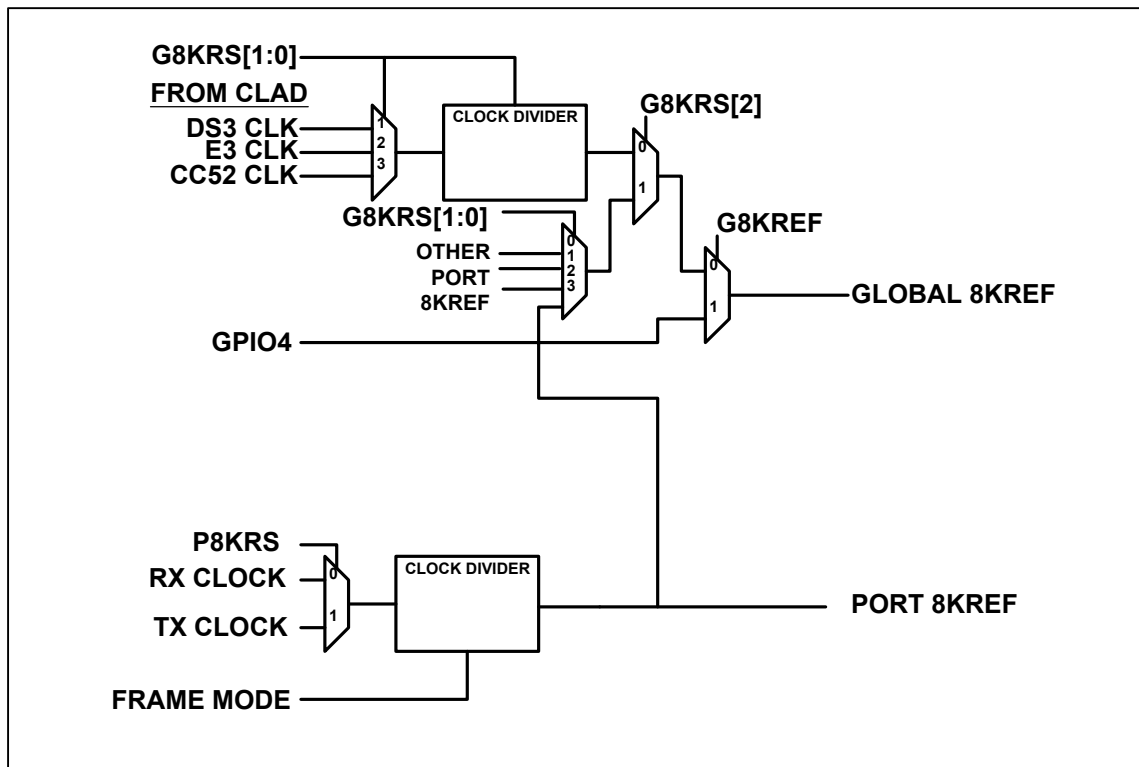 G8KRS[1:0]
FROM CLAD
DS3 CLK
E3 CLK
CC52 CLK
1
2
3
CLOCK DIVIDER
G8KRS[2]
0
1
G8KRS[1:0]
OTHER
PORT
8KREF
0
1
2
3
G8KREF
0
1
GLOBAL 8KREF
GPIO4
P8KRS
RX CLOCK
TX CLOCK
0
1
CLOCK DIVIDER
PORT 8KREF
FRAME MODE